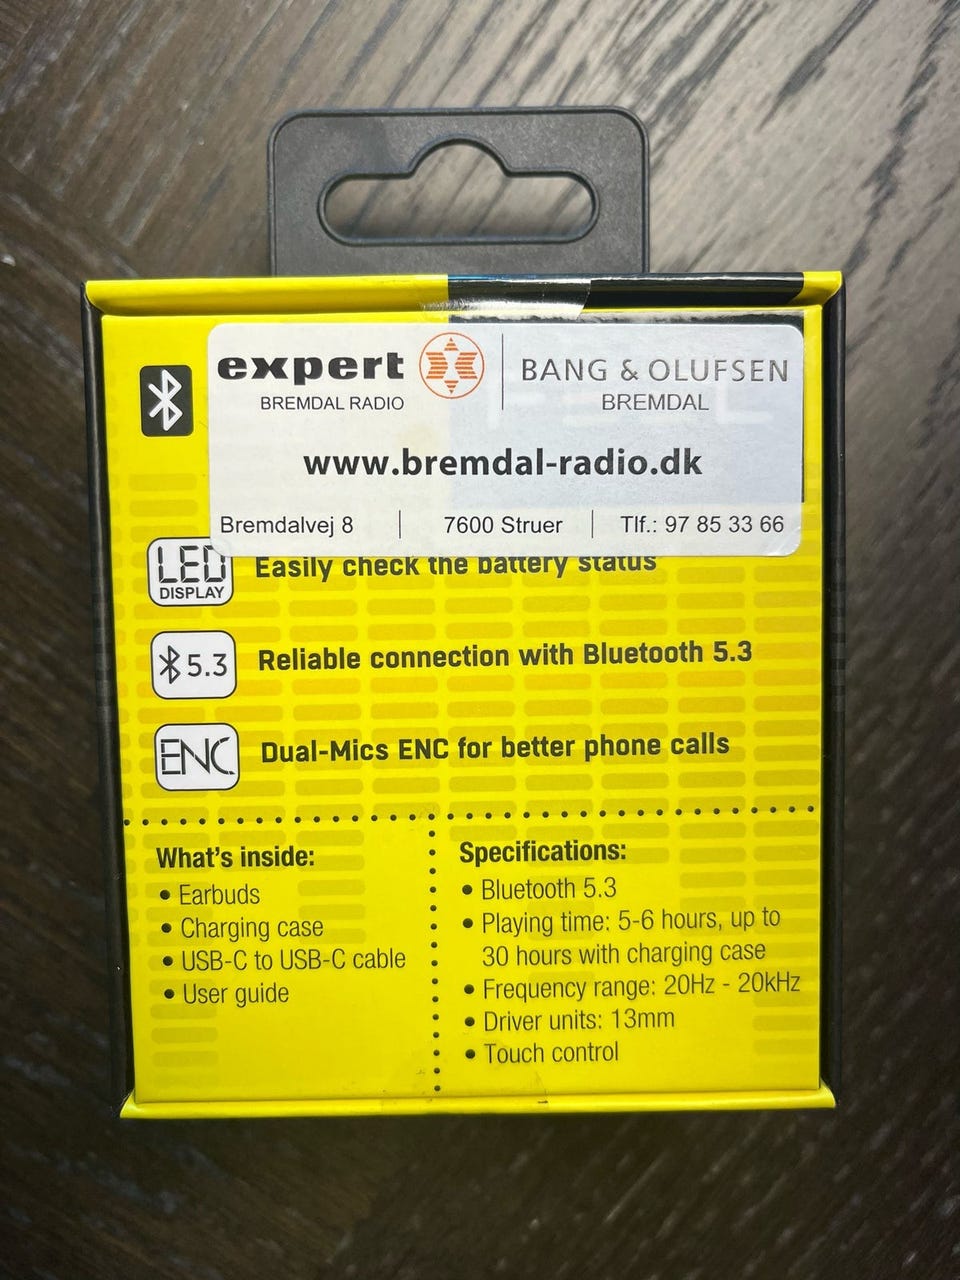 expert
BREMDAL RADIO
BANG & OLUFSEN
BREMDAL
www.bremdal-radio.dk
Bremdalvej 8 | 7600 Struer | Tlf.: 97 85 33 66
LED
DISPLAY
Easily check the battery status
5.3
Reliable connection with Bluetooth 5.3
ENC
Dual-Mics ENC for better phone calls
What's inside:
• Earbuds
• Charging case
• USB-C to USB-C cable
• User guide
Specifications:
• Bluetooth 5.3
• Playing time: 5-6 hours, up to
30 hours with charging case
• Frequency range: 20Hz - 20kHz
• Driver units: 13mm
• Touch control